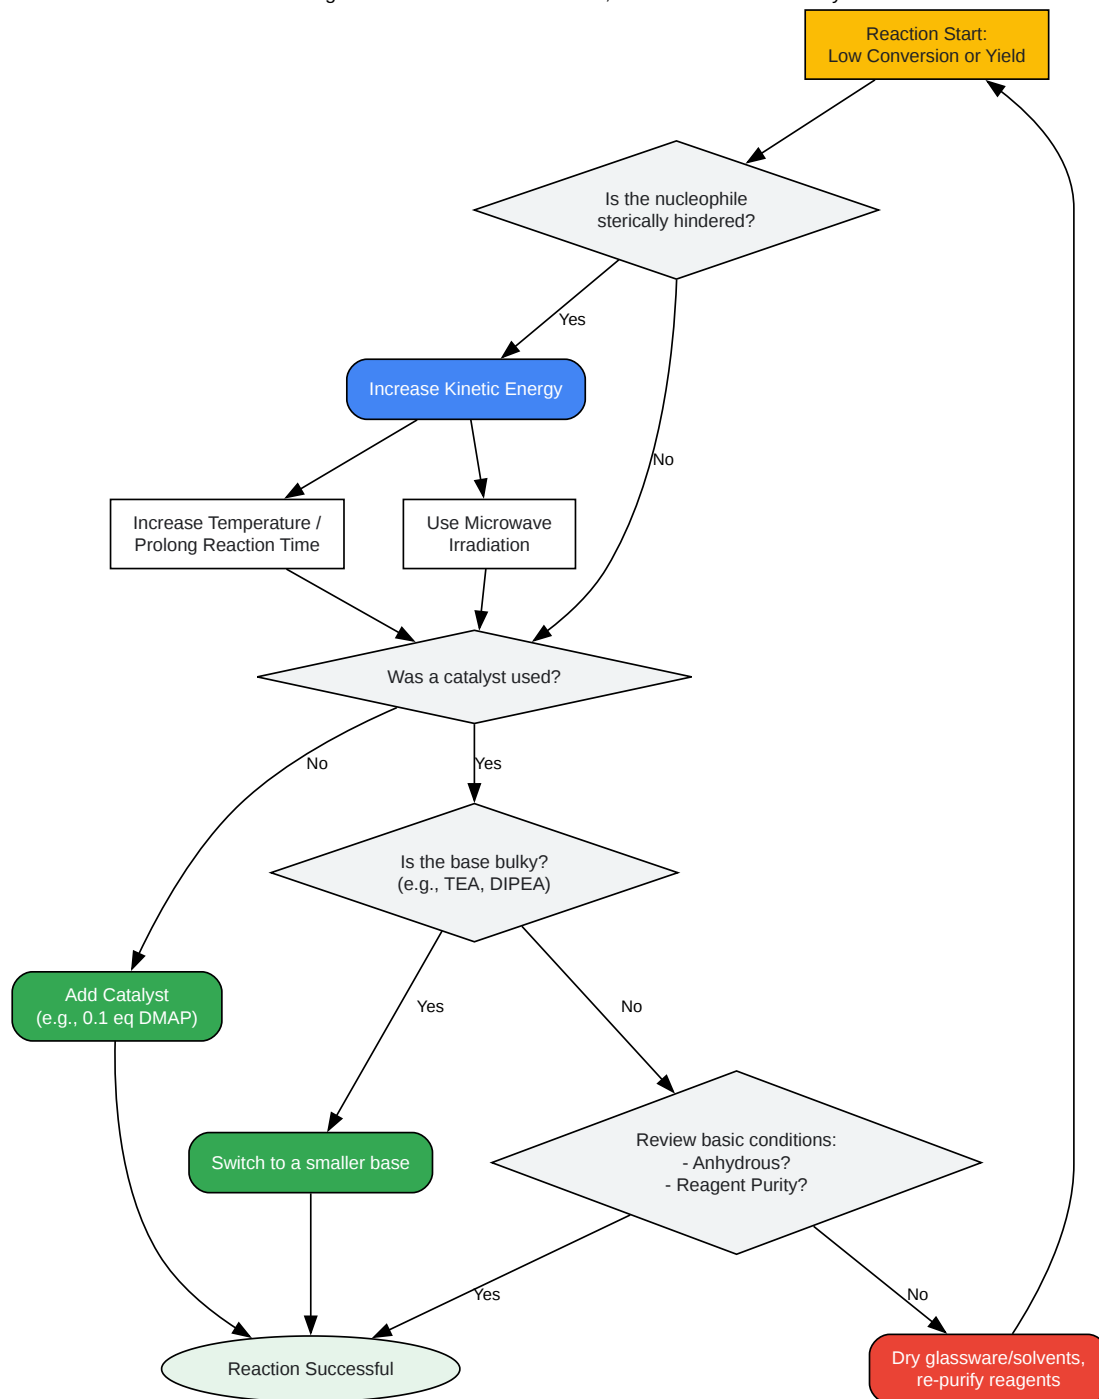 Reaction Start:
Low Conversion or Yield
Is the nucleophile
sterically hindered?
Yes
Increase Kinetic Energy
No
Increase Temperature /
Prolong Reaction Time
Use Microwave
Irradiation
Was a catalyst used?
No
Yes
Is the base bulky?
(e.g., TEA, DIPEA)
Yes
No
Add Catalyst
(e.g., 0.1 eq DMAP)
Review basic conditions:
- Anhydrous?
- Reagent Purity?
Switch to a smaller base
Yes
No
Reaction Successful
Dry glassware/solvents,
re-purify reagents